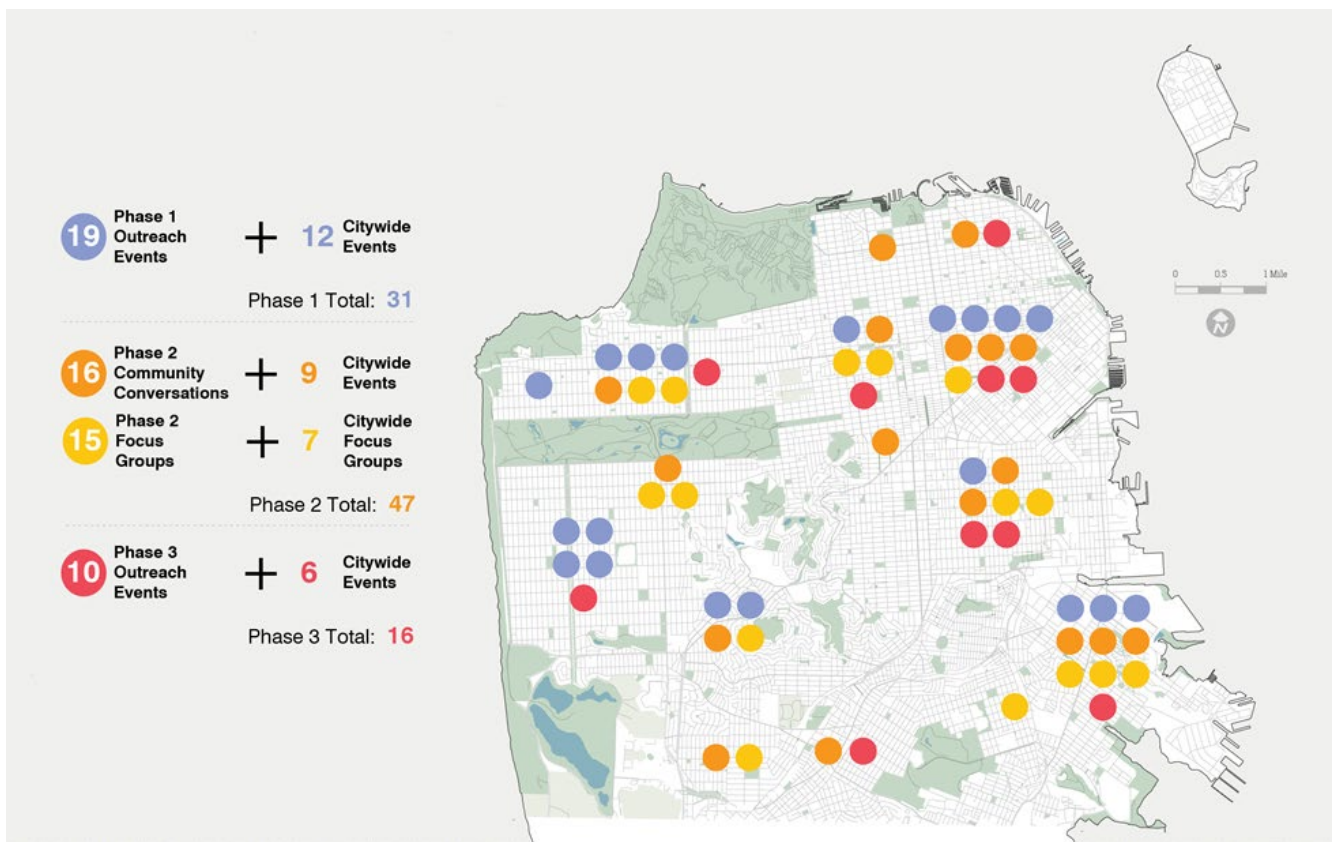 19
Phase 1
Outreach
Events
+
12
Citywide
Events
Phase 1 Total: 31
16
Phase 2
Community
Conversations
+
9
Citywide
Events
15
Phase 2
Focus
Groups
+
7
Citywide
Focus
Groups
Phase 2 Total: 47
10
Phase 3
Outreach
Events
+
6
Citywide
Events
Phase 3 Total: 16
0 0.5 1 Mile
N